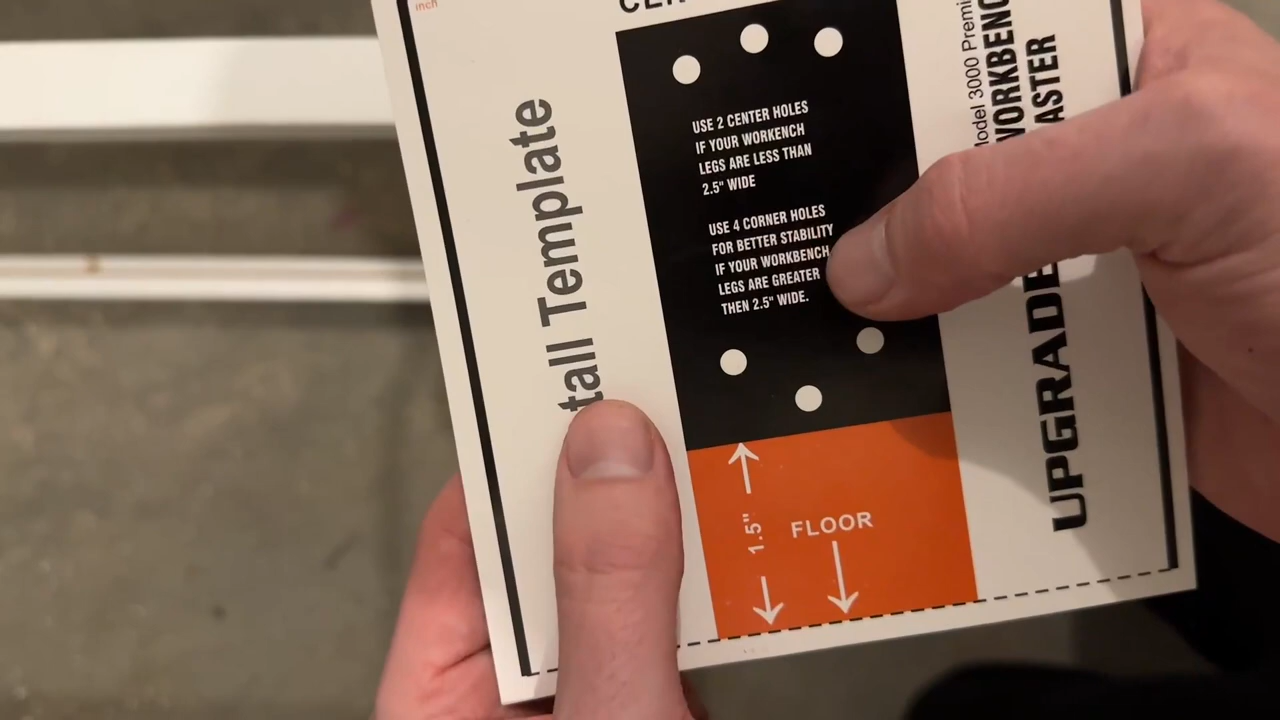 inch
USE 2 CENTER HOLES
IF YOUR WORKENCH
LEGS ARE LESS THAN
2.5" WIDE
USE 4 CORNER HOLES
FOR BETTER STABILITY
IF YOUR WORKBENCH
LEGS ARE GREATER
THEN 2.5" WIDE.
1.5"
FLOOR
tall Template
odel 3000 Premi
WORKBENC
ASTER
UPGRADE